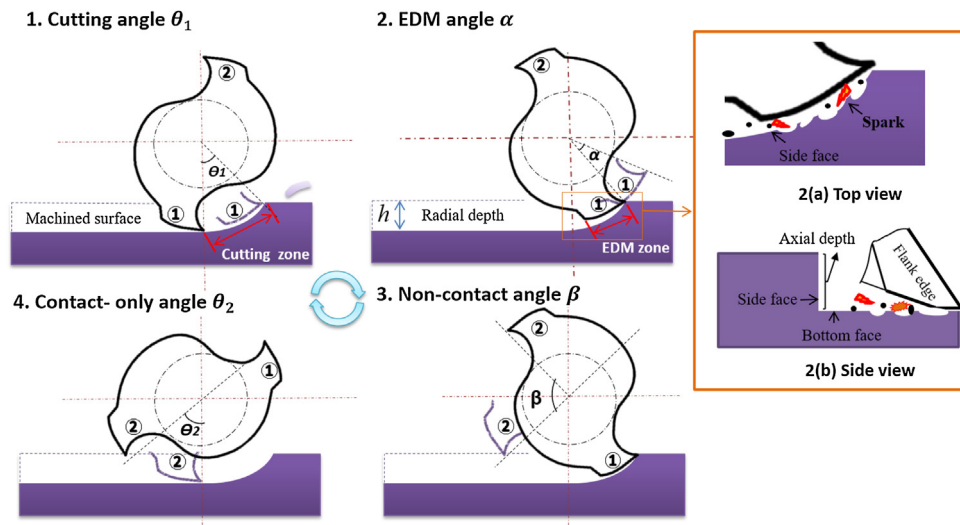 1. Cutting angle θ1
②
θ1
①
①
Machined surface
Cutting zone
2. EDM angle α
②
α
①
①
h
Radial depth
EDM zone
Spark
Side face
2(a) Top view
Axial depth
Flank edge
Side face
Bottom face
2(b) Side view
4. Contact- only angle θ2
①
②
θ2
②
3. Non-contact angle β
②
β
②
①